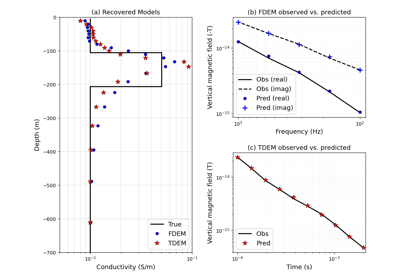 (a) Recovered Models
0
−100
−200
−300
−400
−500
−600
−700
Depth (m)
10⁻²
10⁻¹
Conductivity (S/m)
True
FDEM
TDEM
(b) FDEM observed vs. predicted
Vertical magnetic field (-T)
10⁻¹⁴
10⁻¹⁵
Obs (real)
Obs (imag)
Pred (real)
Pred (imag)
10³
10²
Frequency (Hz)
(c) TDEM observed vs. predicted
Vertical magnetic field (-T)
10⁻¹⁴
10⁻¹⁵
Obs
Pred
10⁻⁴
10⁻³
Time (s)